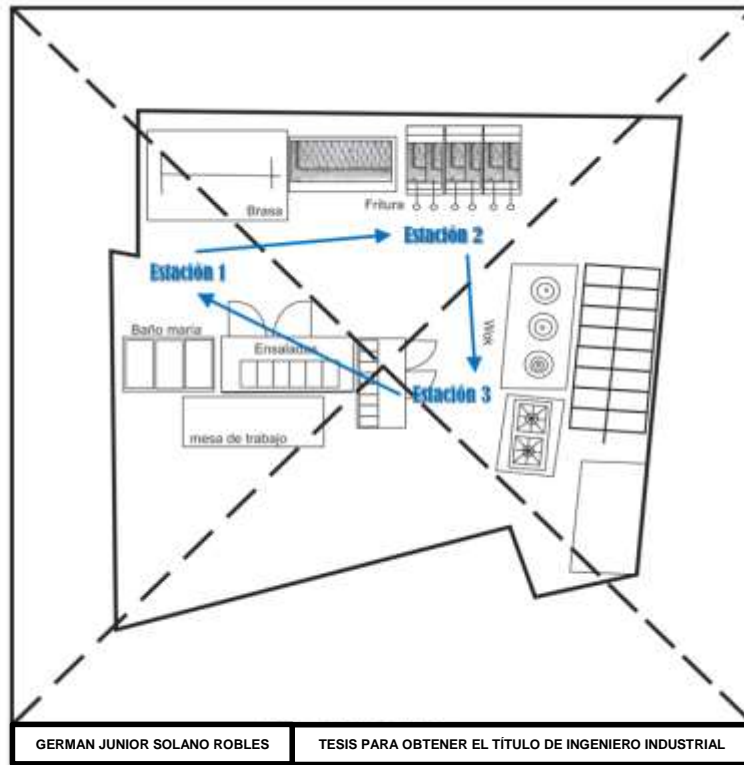 Brasa
Fritura
Estación 2
Estación 1
Wok
Baño maría
Ensaladas
Estación 3
mesa de trabajo
GERMAN JUNIOR SOLANO ROBLES
TESIS PARA OBTENER EL TÍTULO DE INGENIERO INDUSTRIAL